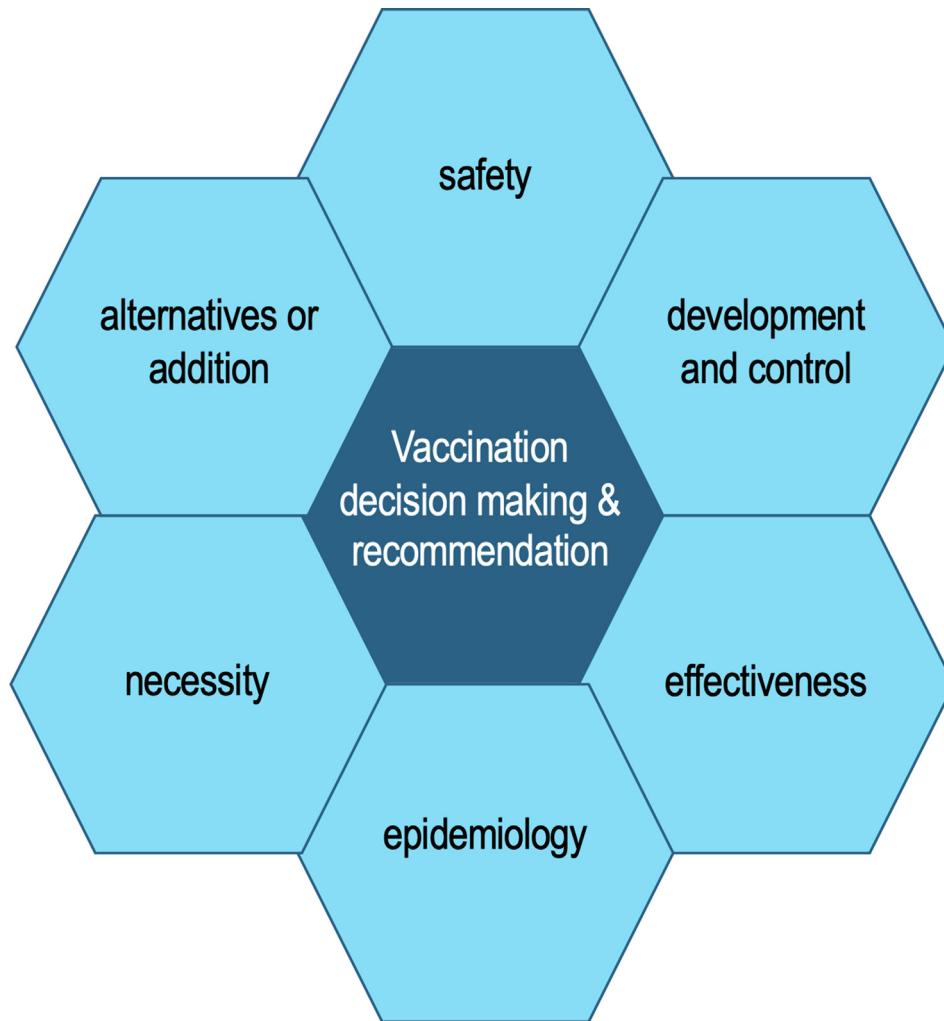 safety
alternatives or
addition
development
and control
Vaccination
decision making &
recommendation
necessity
effectiveness
epidemiology